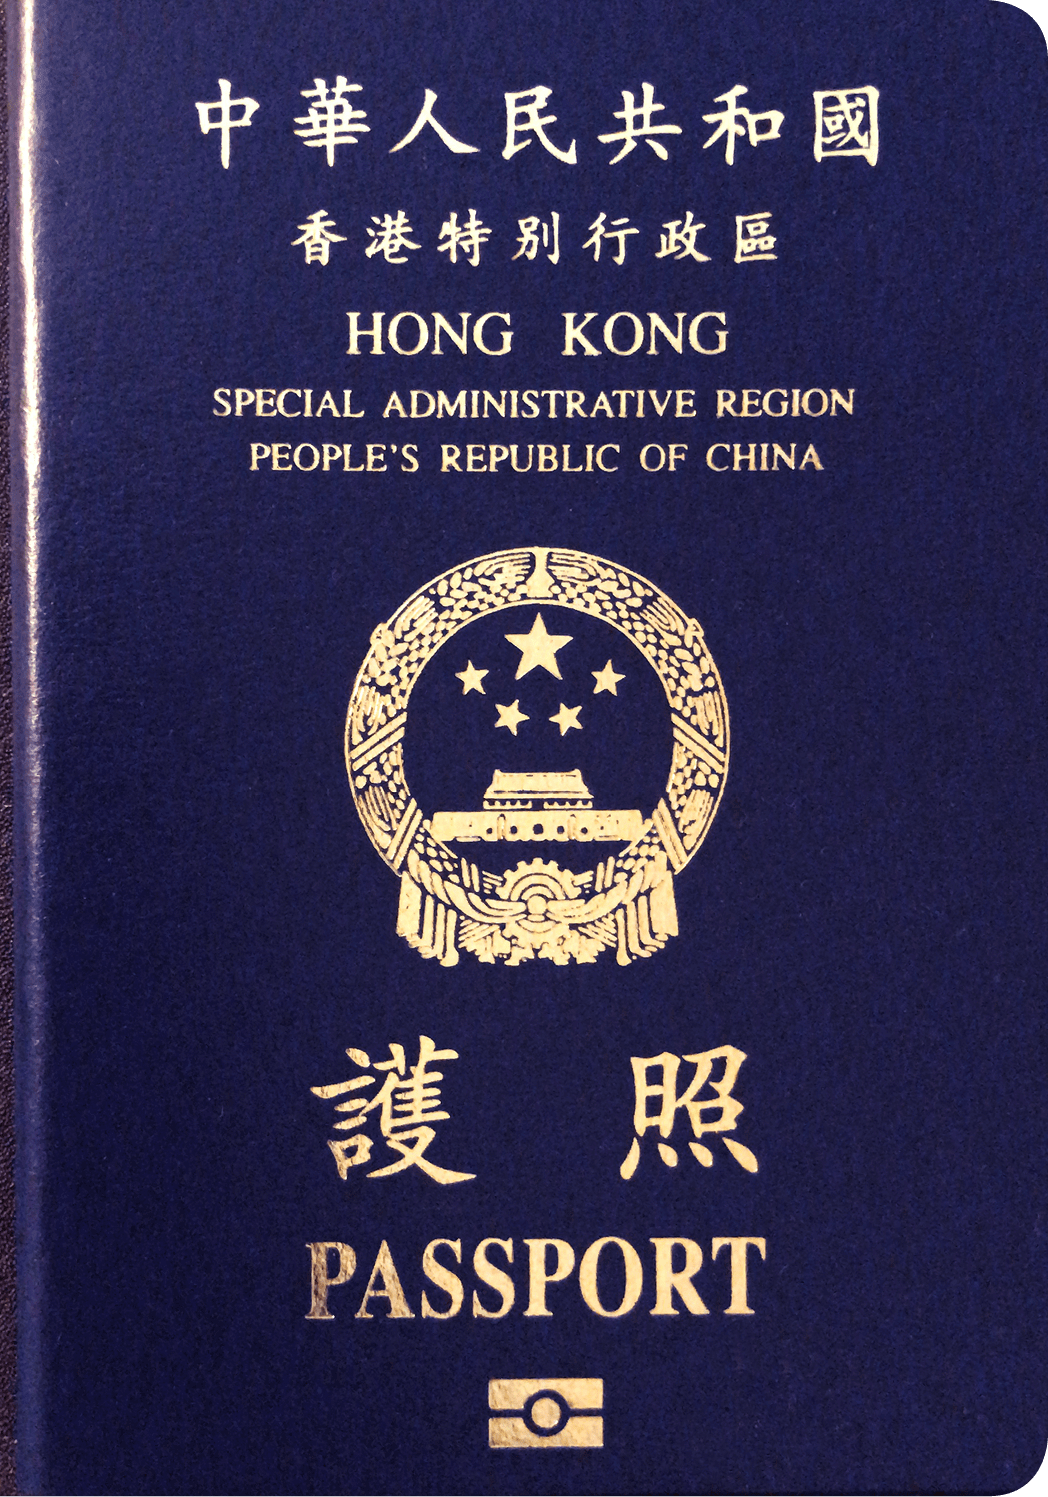 中華人民共和國
香港特別行政區
HONG KONG
SPECIAL ADMINISTRATIVE REGION
PEOPLE'S REPUBLIC OF CHINA
護照
PASSPORT